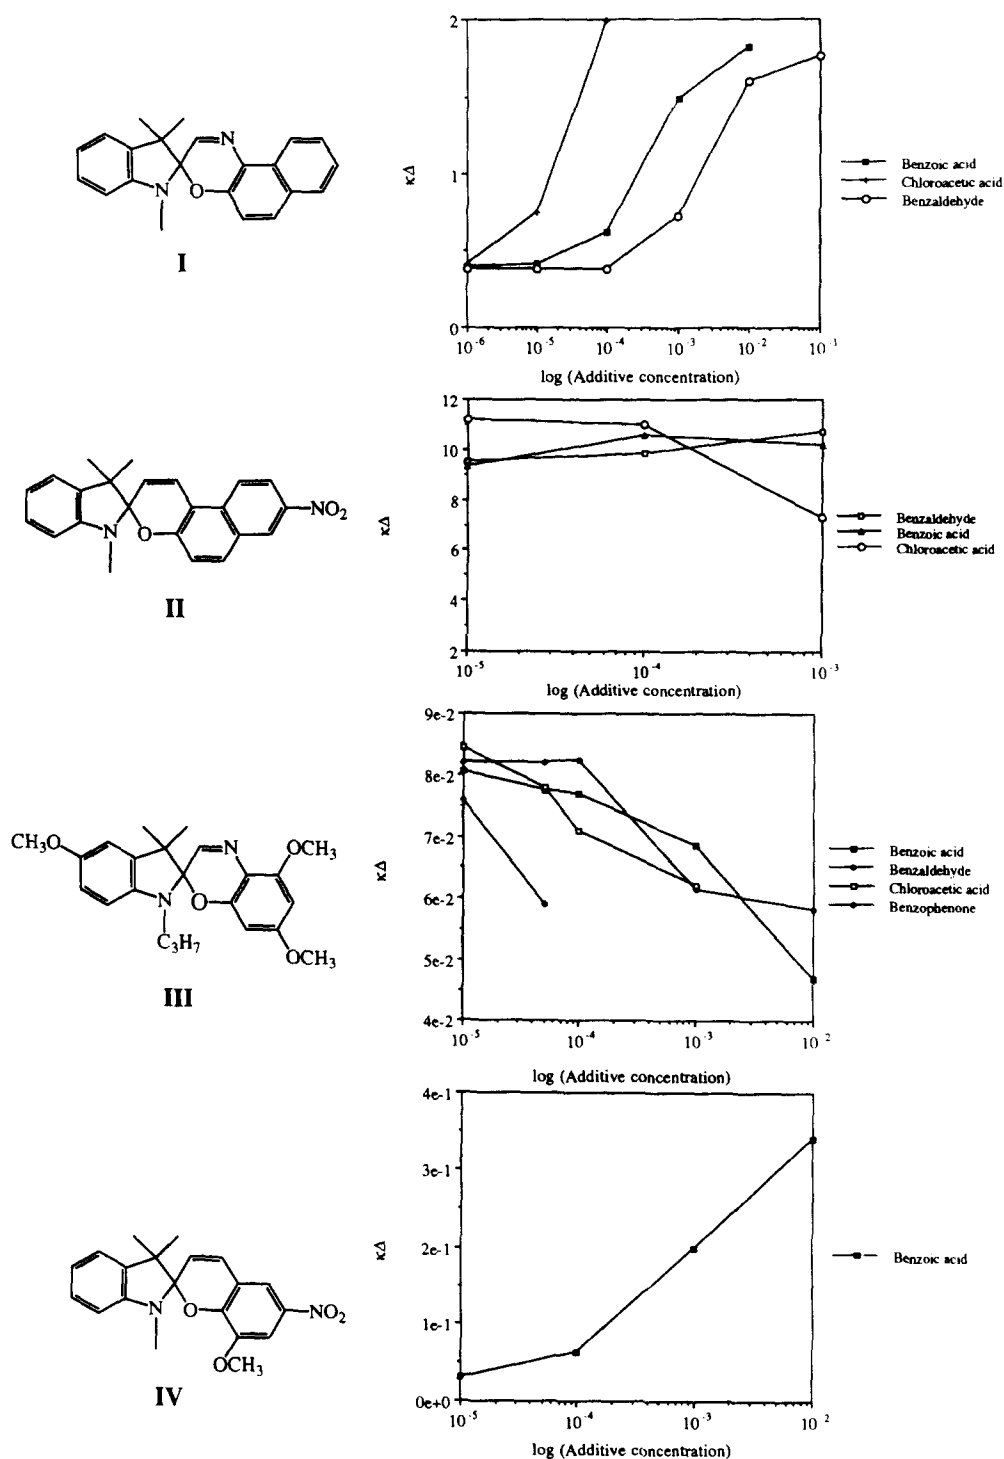 2
κΔ
1
0
10-6
10-5
10-4
10-3
10-2
10-1
log (Additive concentration)
Benzoic acid
Chloroacetic acid
Benzaldehyde
N
N
O
I
12
10
8
6
4
2
κΔ
10-5
10-4
10-3
log (Additive concentration)
Benzaldehyde
Benzoic acid
Chloroacetic acid
N
O
NO2
II
9e-2
8e-2
7e-2
6e-2
5e-2
4e-2
κΔ
10-5
10-4
10-3
10-2
log (Additive concentration)
Benzoic acid
Benzaldehyde
Chloroacetic acid
Benzophenone
CH3O
N
OCH3
N
O
C3H7
OCH3
III
4e-1
3e-1
2e-1
1e-1
0e+0
κΔ
10-5
10-4
10-3
10-2
log (Additive concentration)
Benzoic acid
N
O
NO2
OCH3
IV